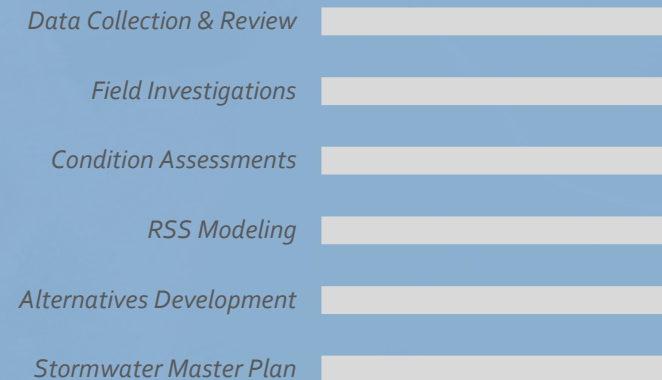 Data Collection & Review
Field Investigations
Condition Assessments
RSS Modeling
Alternatives Development
Stormwater Master Plan